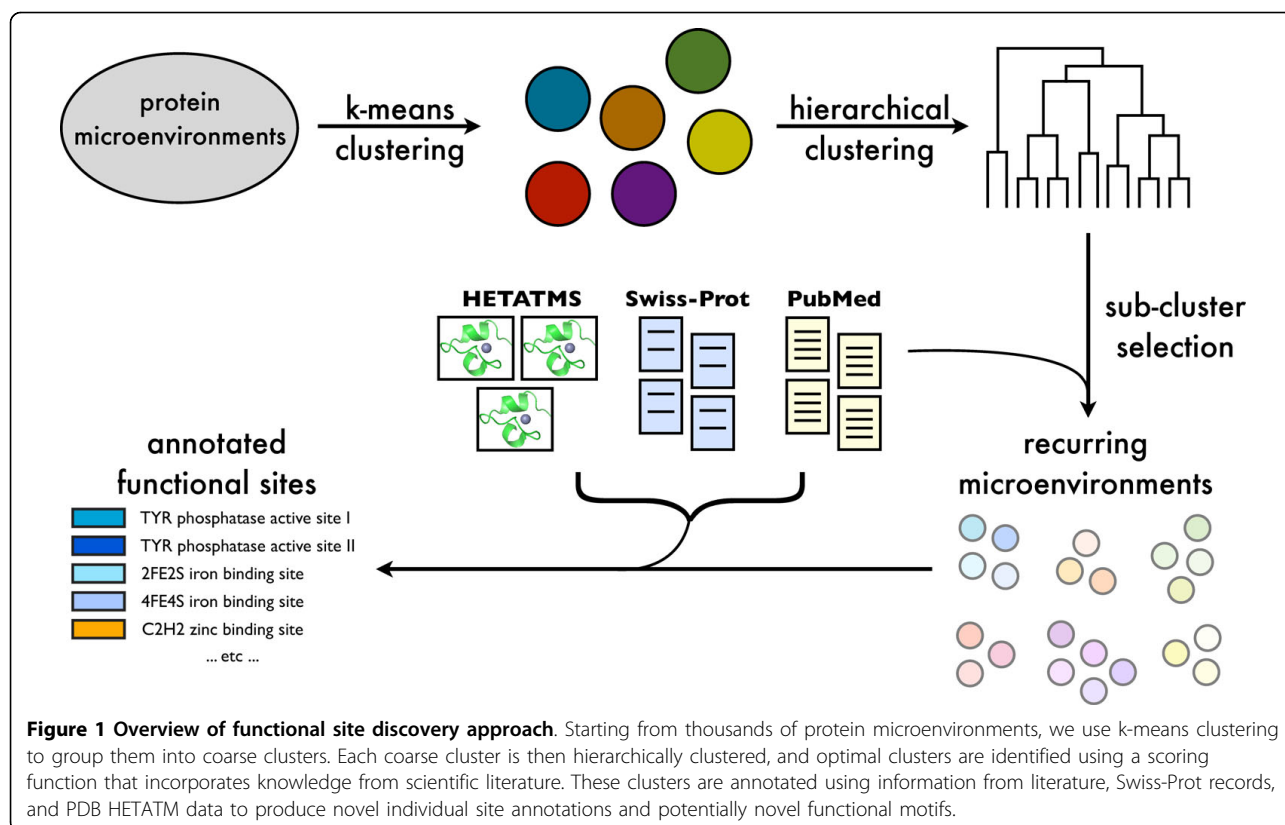 protein
microenvironments
k-means
clustering
hierarchical
clustering
sub-cluster
selection
HETATMS
Swiss-Prot
PubMed
recurring
microenvironments
annotated
functional sites
TYR phosphatase active site I
TYR phosphatase active site II
2FE2S iron binding site
4FE4S iron binding site
C2H2 zinc binding site
... etc ...
Figure 1 Overview of functional site discovery approach. Starting from thousands of protein microenvironments, we use k-means clustering
to group them into coarse clusters. Each coarse cluster is then hierarchically clustered, and optimal clusters are identified using a scoring
function that incorporates knowledge from scientific literature. These clusters are annotated using information from literature, Swiss-Prot records,
and PDB HETATM data to produce novel individual site annotations and potentially novel functional motifs.